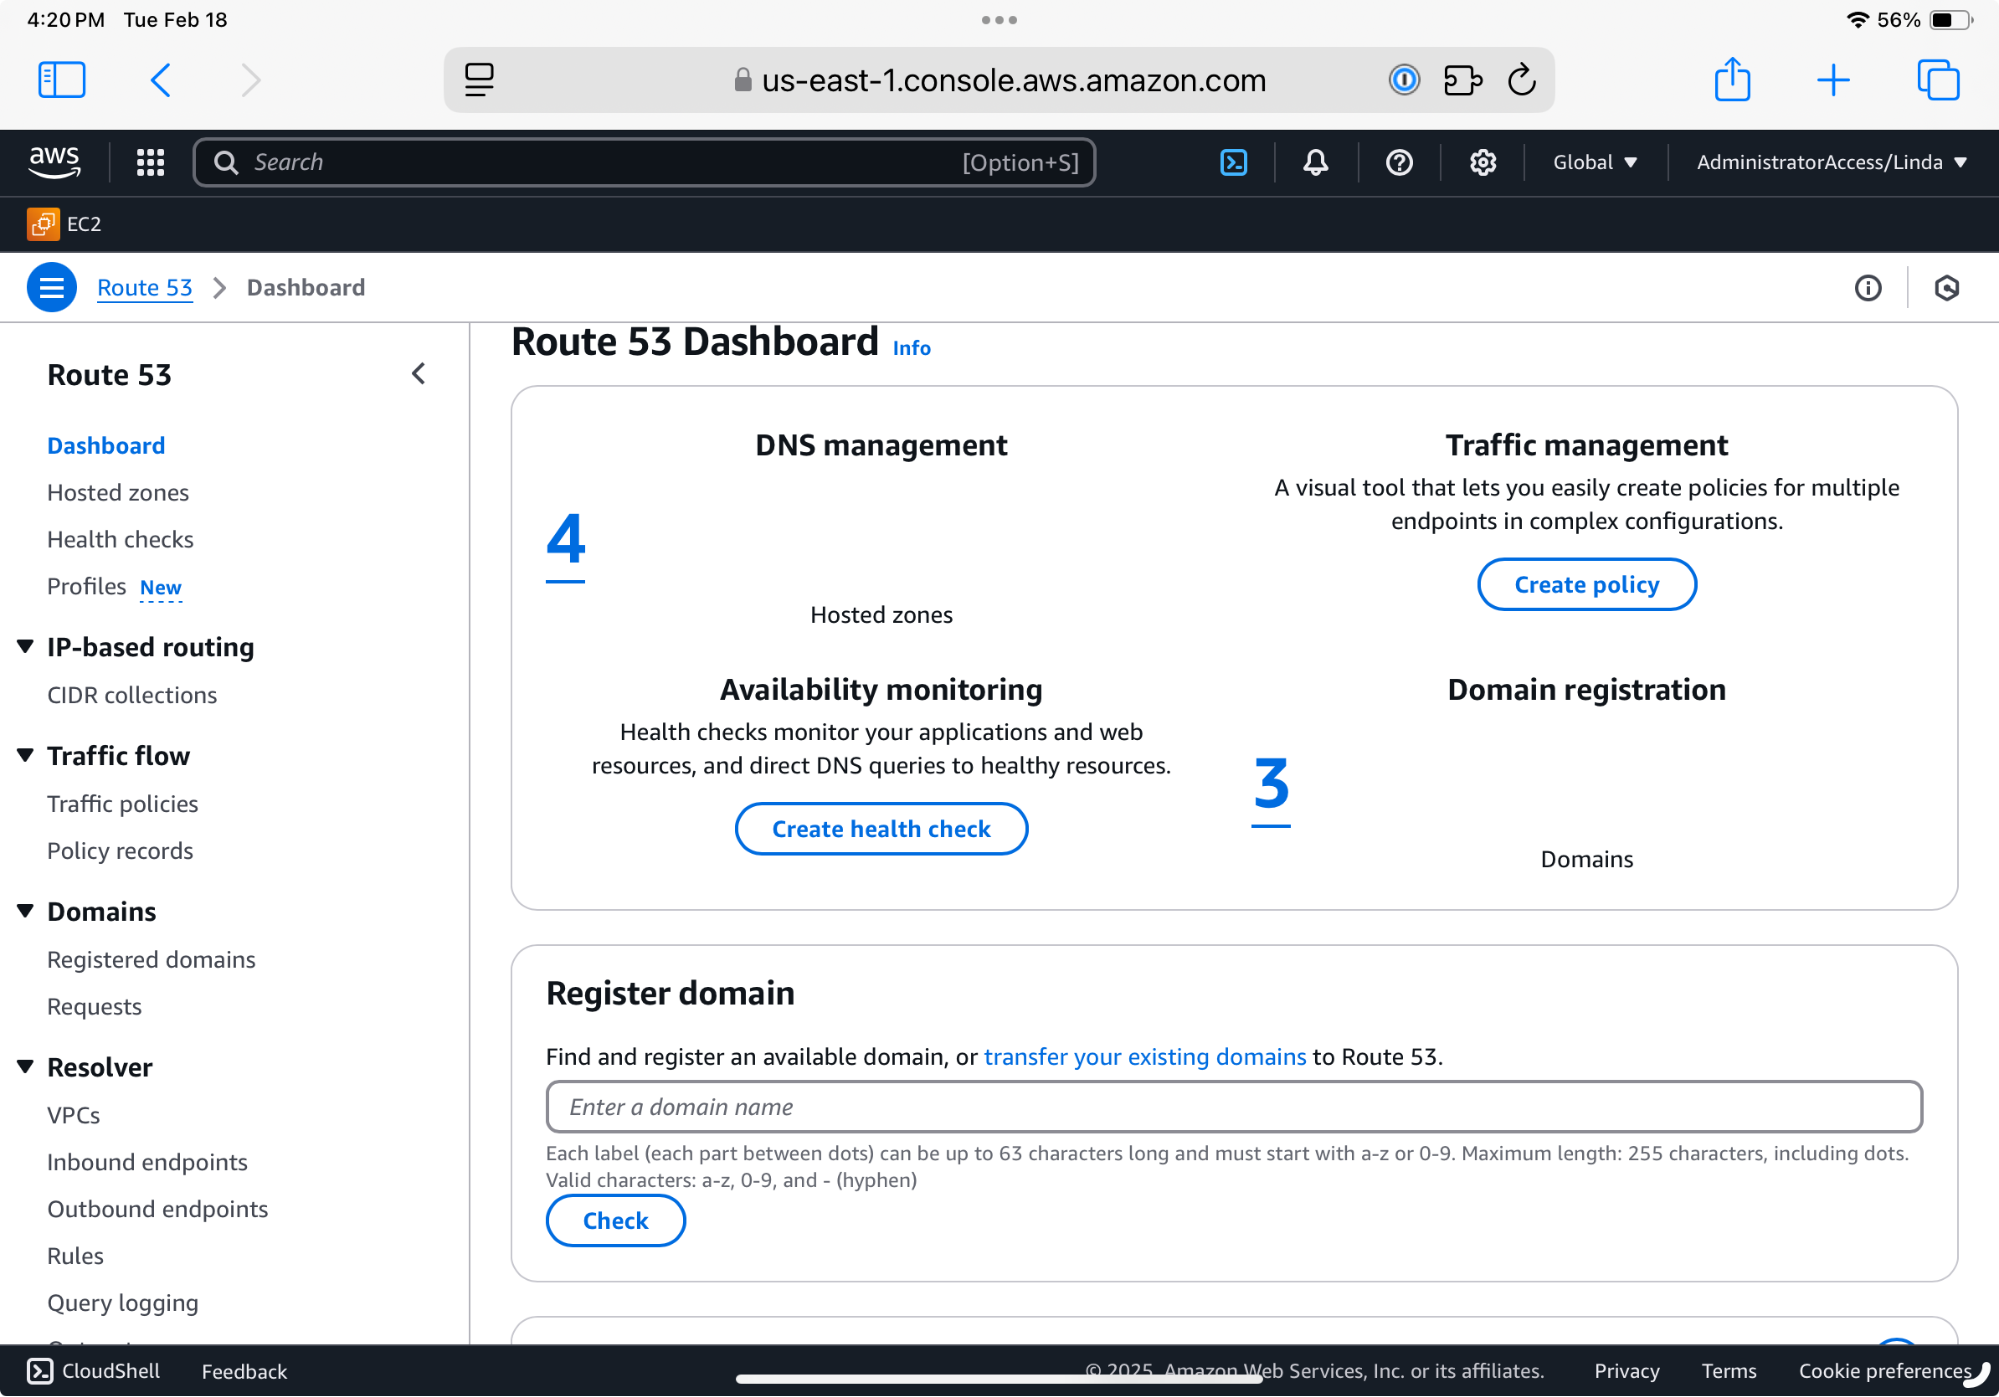 4:20 PM Tue Feb 18
56%
us-east-1.console.aws.amazon.com
aws
Search [Option+S]
Global
AdministratorAccess/Linda
EC2
Route 53 Dashboard
Route 53
Dashboard
Hosted zones
Health checks
Profiles New
IP-based routing
CIDR collections
Traffic flow
Traffic policies
Policy records
Domains
Registered domains
Requests
Resolver
VPCs
Inbound endpoints
Outbound endpoints
Rules
Query logging
Route 53 Dashboard Info
DNS management
4
Hosted zones
Traffic management
A visual tool that lets you easily create policies for multiple
endpoints in complex configurations.
Create policy
Availability monitoring
Health checks monitor your applications and web
resources, and direct DNS queries to healthy resources.
Create health check
Domain registration
3
Domains
Register domain
Find and register an available domain, or transfer your existing domains to Route 53.
Enter a domain name
Each label (each part between dots) can be up to 63 characters long and must start with a-z or 0-9. Maximum length: 255 characters, including dots.
Valid characters: a-z, 0-9, and - (hyphen)
Check
CloudShell
Feedback
© 2025, Amazon Web Services, Inc. or its affiliates.
Privacy
Terms
Cookie preferences